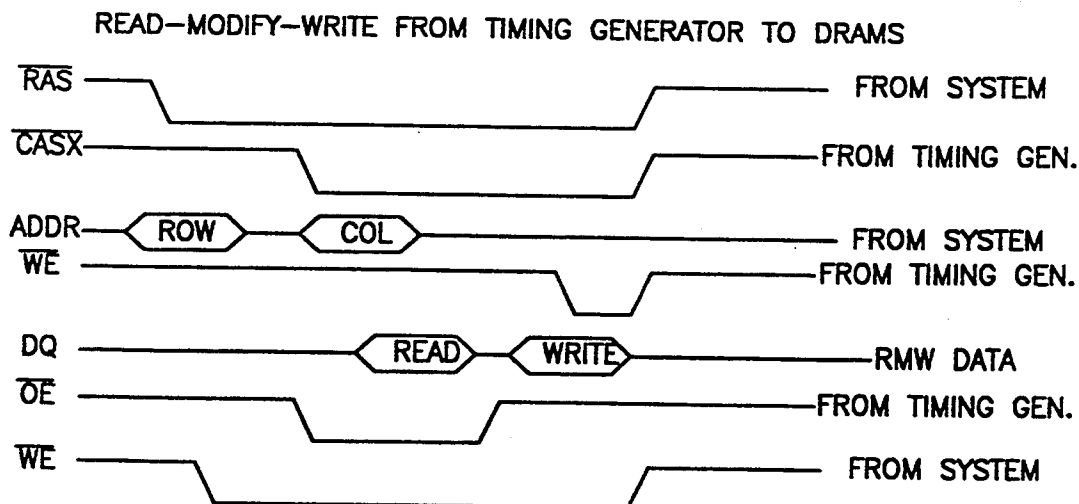 READ-MODIFY-WRITE FROM TIMING GENERATOR TO DRAMS
RAS FROM SYSTEM
CASX FROM TIMING GEN.
ADDR ROW COL FROM SYSTEM
WE FROM TIMING GEN.
DQ READ WRITE RMW DATA
OE FROM TIMING GEN.
WE FROM SYSTEM